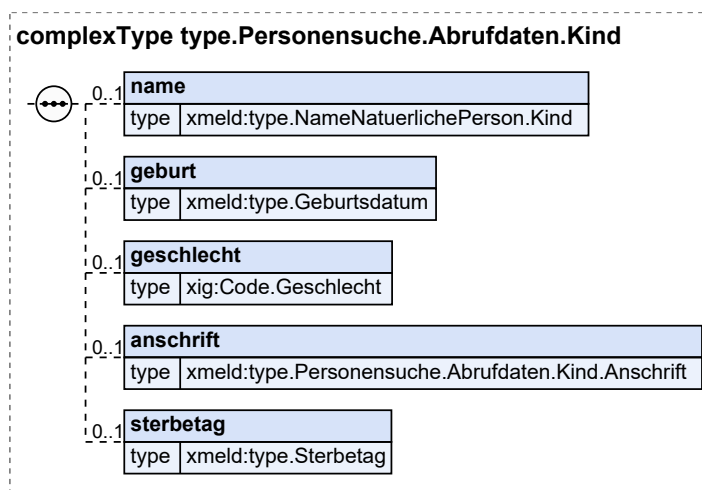 complexType type.Personensuche.Abrufdaten.Kind
0..1 name
type xmeld:type.NameNatuerlichePerson.Kind
0..1 geburt
type xmeld:type.Geburtsdatum
0..1 geschlecht
type xig:Code.Geschlecht
0..1 anschrift
type xmeld:type.Personensuche.Abrufdaten.Kind.Anschrift
0..1 sterbetag
type xmeld:type.Sterbetag